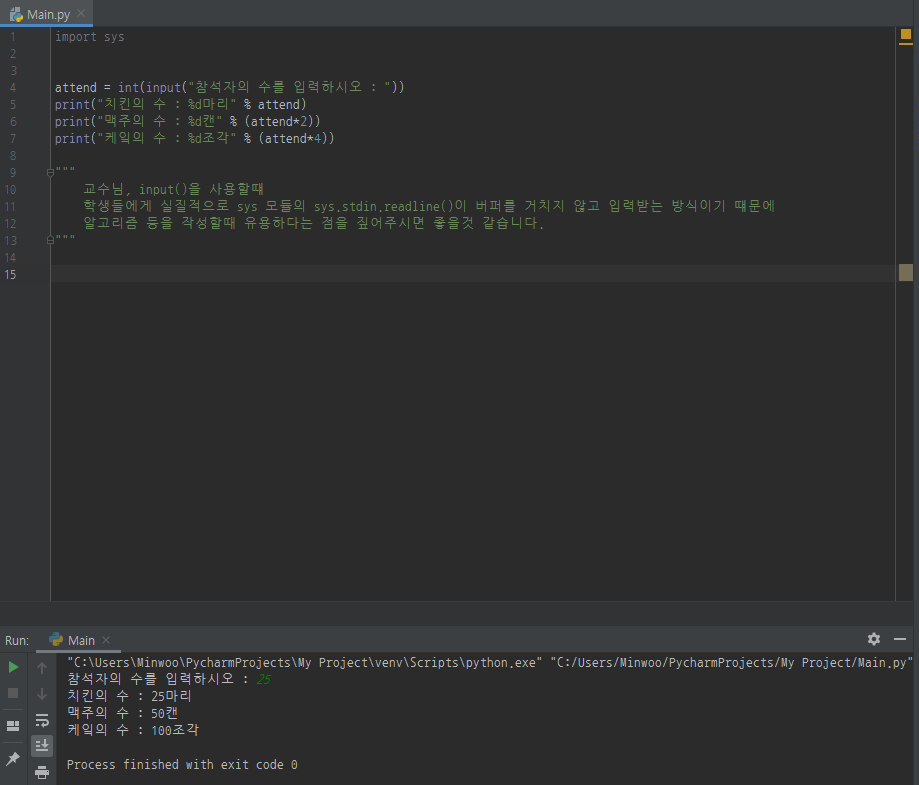 Main.py
1 import sys
2
3
4 attend = int(input("참석자의 수를 입력하시오 : "))
5 print("치킨의 수 : %d마리" % attend)
6 print("맥주의 수 : %d캔" % (attend*2))
7 print("케잌의 수 : %d조각" % (attend*4))
8
9 """
10 교수님, input()을 사용할때
11 학생들에게 실질적으로 sys 모듈의 sys.stdin.readline()이 버퍼를 거치지 않고 입력받는 방식이기 때문에
12 알고리즘 등을 작성할때 유용하다는 점을 짚어주시면 좋을것 같습니다.
13 """
14
15
Run: Main
"C:\Users\Minwoo\PycharmProjects\My Project\venv\Scripts\python.exe" "C:/Users/Minwoo/PycharmProjects/My Project/Main.py"
참석자의 수를 입력하시오 : 25
치킨의 수 : 25마리
맥주의 수 : 50캔
케잌의 수 : 100조각
Process finished with exit code 0